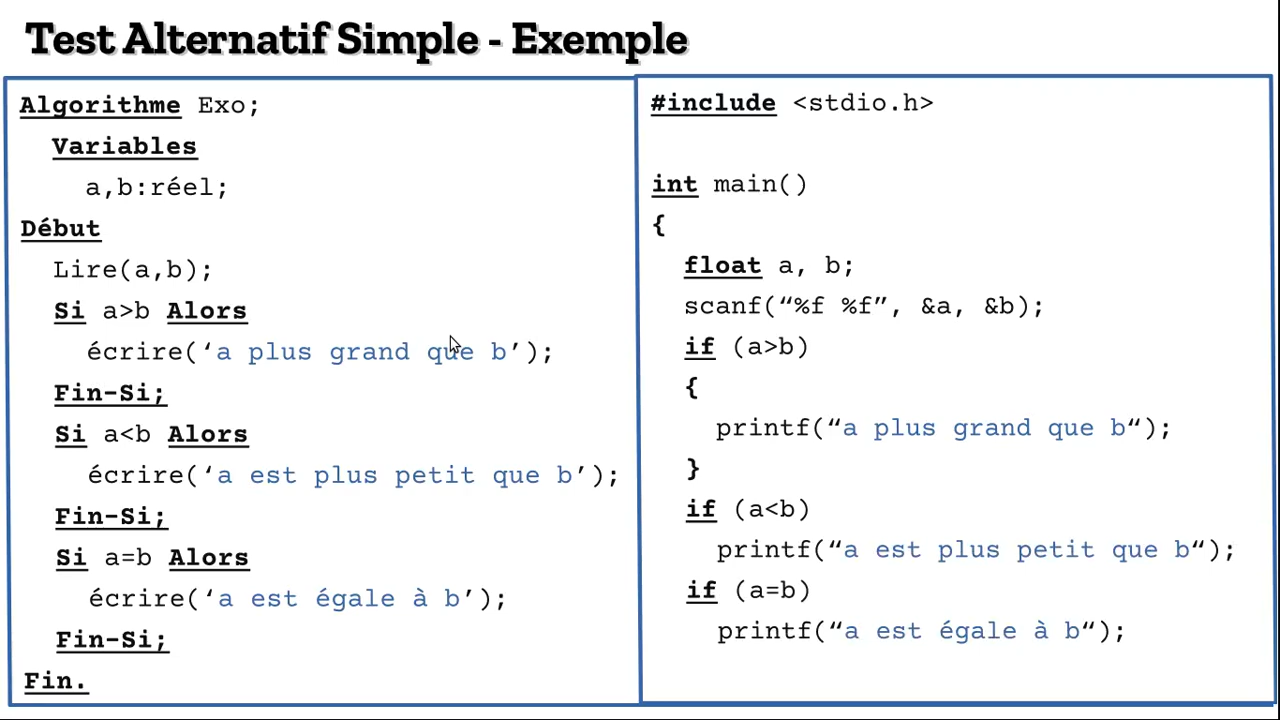 Test Alternatif Simple - Exemple
Algorithme Exo;
Variables
a,b:réel;
Début
Lire(a,b);
Si a>b Alors
écrire(‘a plus grand que b’);
Fin-Si;
Si a<b Alors
écrire(‘a est plus petit que b’);
Fin-Si;
Si a=b Alors
écrire(‘a est égale à b’);
Fin-Si;
Fin.
#include <stdio.h>
int main()
{
float a, b;
scanf(“%f %f”, &a, &b);
if (a>b)
{
printf(“a plus grand que b“);
}
if (a<b)
printf(“a est plus petit que b“);
if (a=b)
printf(“a est égale à b“);